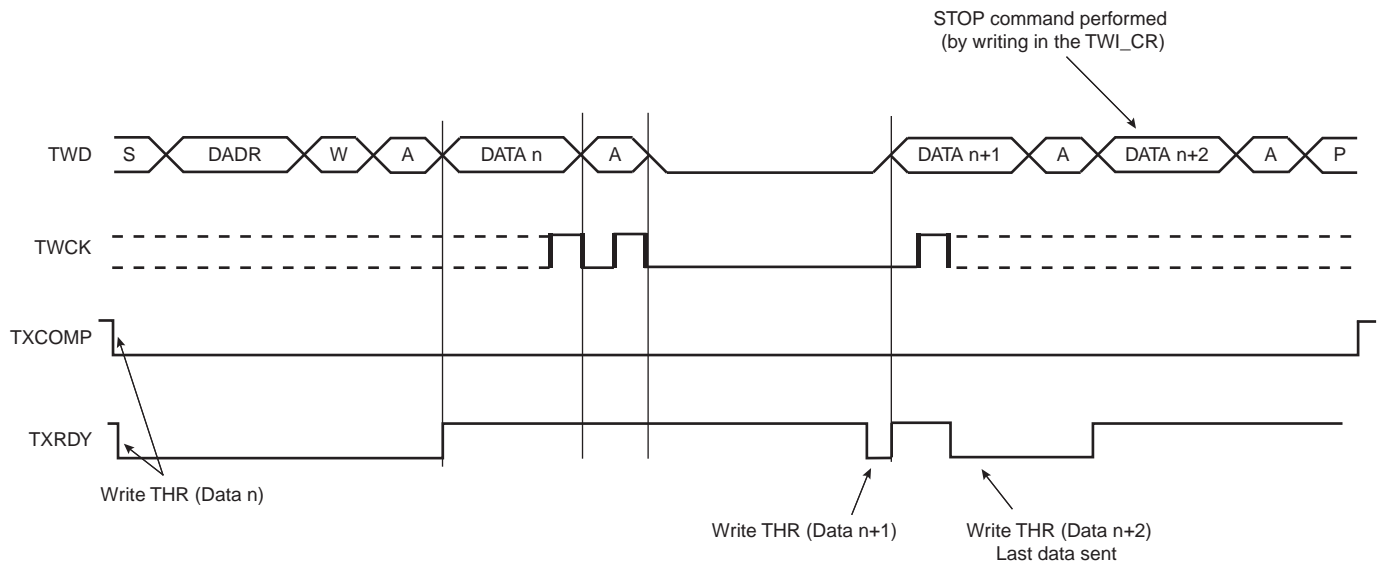 STOP command performed
(by writing in the TWI_CR)
TWD S DADR W A DATA n A DATA n+1 A DATA n+2 A P
TWCK
TXCOMP
TXRDY
Write THR (Data n)
Write THR (Data n+1) Write THR (Data n+2)
Last data sent